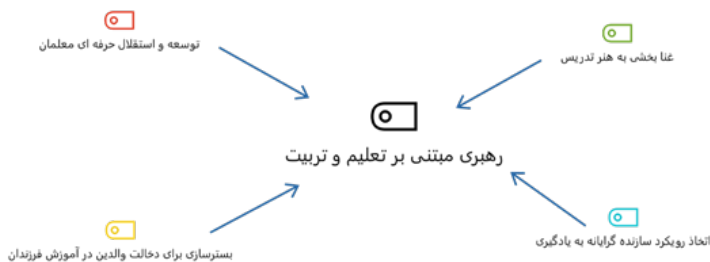 غنا بخشی به هنر تدریس
توسعه و استقلال حرفه ای معلمان
رهبری مبتنی بر تعلیم و تربیت
اتخاذ رویکرد سازنده گرایانه به یادگیری
بسترسازی برای دخالت والدین در آموزش فرزندان